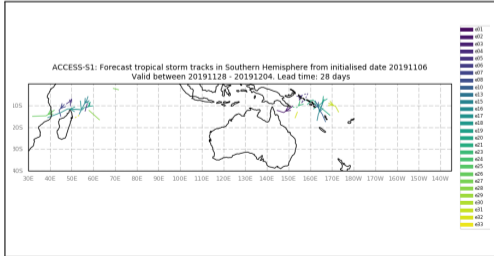 ACCESS-S1: Forecast tropical storm tracks in Southern Hemisphere from initialised date 20191106
Valid between 20191128 - 20191204. Lead time: 28 days
10S
20S
30S
40S
30E 40E 50E 60E 70E 80E 90E 100E 110E 120E 130E 140E 150E 160E 170E 180W 170W 160W 150W 140W
e01
e02
e03
e04
e05
e06
e07
e08
e10
e13
e15
e16
e17
e18
e19
e20
e21
e23
e24
e25
e26
e27
e28
e29
e30
e31
e32
e33